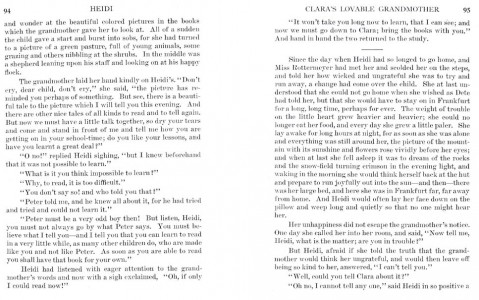 94
HEIDI
and wonder at the beautiful colored pictures in the books
which the grandmother gave her to look at. All of a sudden
the child gave a start and burst into sobs, for she had turned
to a picture of a green pasture, full of young animals, some
grazing and others nibbling at the shrubs. In the middle was
a shepherd leaning upon his staff and looking on at his happy
flock.
The grandmother laid her hand kindly on Heidi's. "Don't
cry, dear child, don't cry," she said, "the picture has re-
minded you perhaps of something. But see, there is a beauti-
ful tale to the picture which I will tell you this evening. And
there are other nice tales of all kinds to read and to tell again.
But now we must have a little talk together, so dry your tears
and come and stand in front of me and tell me how you are
getting on in your school-time; do you like your lessons, and
have you learnt a great deal?"
"O no!" replied Heidi sighing, "but I knew beforehand
that it was not possible to learn."
"What is it you think impossible to learn?"
"Why, to read, it is too difficult."
"You don't say so! and who told you that?"
"Peter told me, and he knew all about it, for he had tried
and tried and could not learn it."
"Peter must be a very odd boy then! But listen, Heidi,
you must not always go by what Peter says. You must be-
lieve what I tell you—and I tell you that you can learn to read
in a very little while, as many other children do, who are made
like you and not like Peter. As soon as you are able to read
you shall have that book for your own."
Heidi had listened with eager attention to the grand-
mother's words and now with a sigh exclaimed, "Oh, if only
I could read now!"
CLARA'S LOVABLE GRANDMOTHER
95
"It won't take you long now to learn, that I can see; and
now we must go down to Clara; bring the books with you."
And hand in hand the two returned to the study.
Since the day when Heidi had so longed to go home, and
Miss Rottermeyer had met her and scolded her on the steps, and
told her how wicked and ungrateful she was to try and
run away, a change had come over the child. She at last un-
derstood that she could not go home when she wished as Dete
had told her, but that she would have to stay on in Frankfurt
for a long, long time, perhaps for ever. The weight of trouble
on the little heart grew heavier and heavier; she could no
longer eat her food, and every day she grew a little paler. She
lay awake for long hours at night, for as soon as she was alone
and everything was still around her, the picture of the moun-
tain with its sunshine and flowers rose vividly before her eyes;
and when at last she fell asleep it was to dream of the rocks
and the snow-field turning crimson in the evening light, and
waking in the morning she would think herself back at the hut
and prepare to run joyfully out into the sun—and then—there
was her large bed, and here she was in Frankfurt far, far away
from home. And Heidi would often lay her face down on the
pillow and weep long and quietly so that no one might hear
her.
Her unhappiness did not escape the grandmother's notice.
One day she called her into her room, and said, "Now tell me,
Heidi, what is the matter; are you in trouble?"
But Heidi, afraid if she told the truth that the grand-
mother would think her ungrateful, and would then leave off
being so kind to her, answered, "I can't tell you."
"Well, could you tell Clara about it?"
"Oh no, I cannot tell any one," said Heidi in so positive a